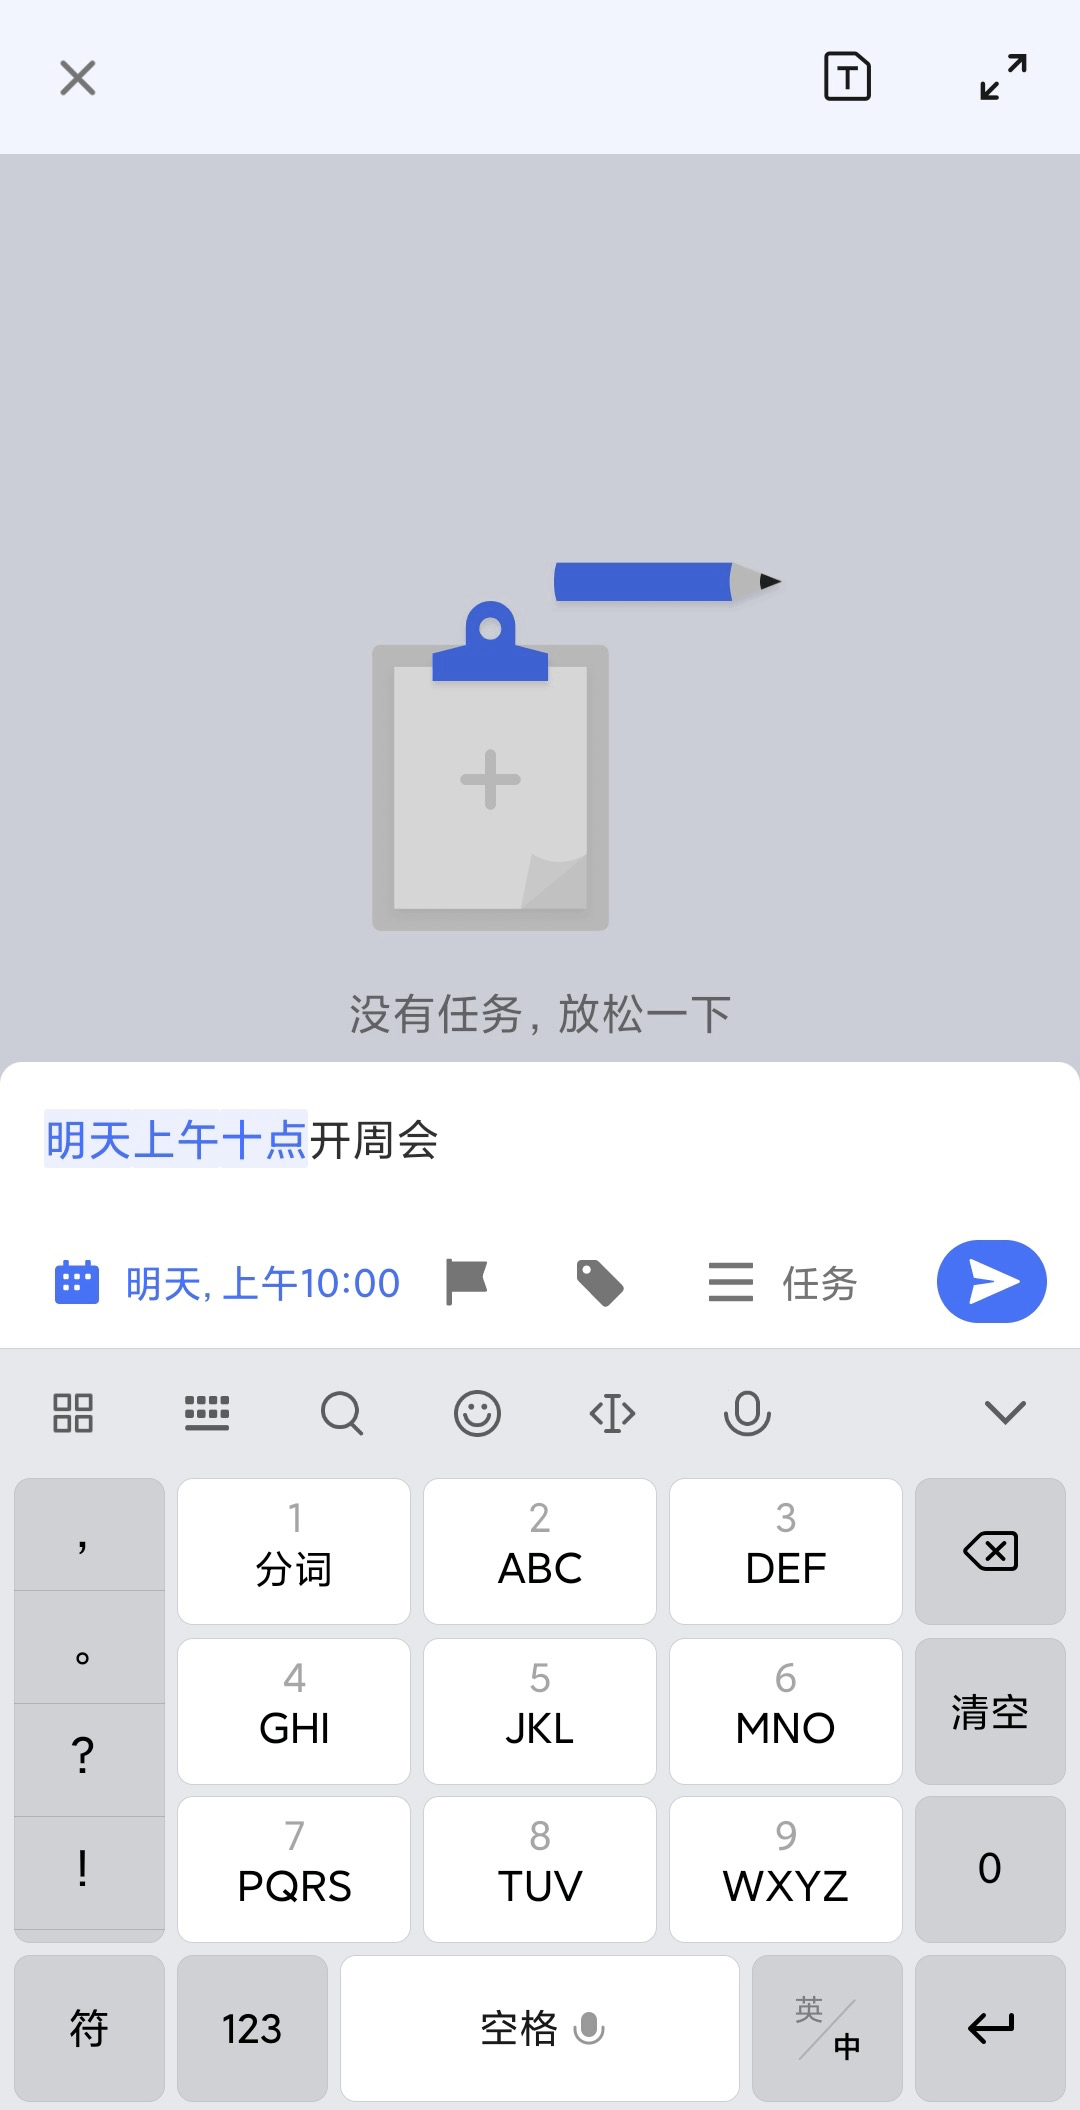 T
没有任务，放松一下
明天上午十点开周会
明天, 上午10:00 任务
, 1 分词 2 ABC 3 DEF
。 4 GHI 5 JKL 6 MNO 清空
? 7 PQRS 8 TUV 9 WXYZ 0
!
符 123 空格 英/中